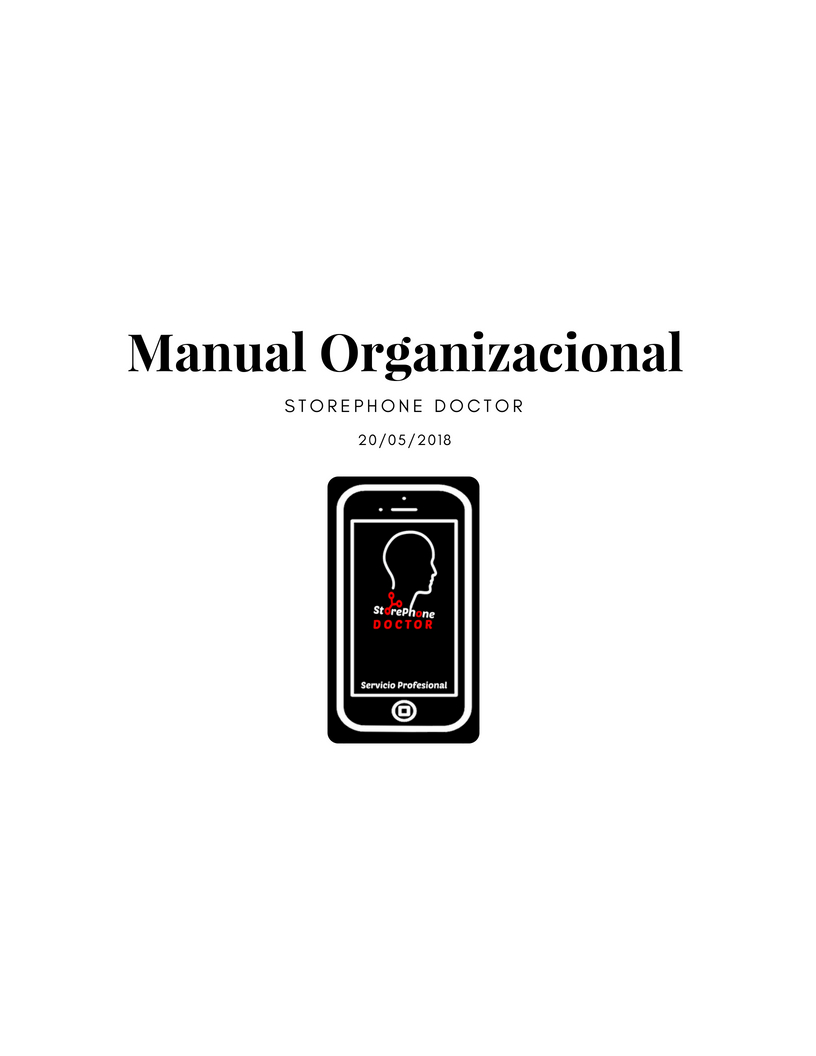 Manual Organizacional
STOREPHONE DOCTOR
20/05/2018
StorePhone
DOCTOR
Servicio Profesional